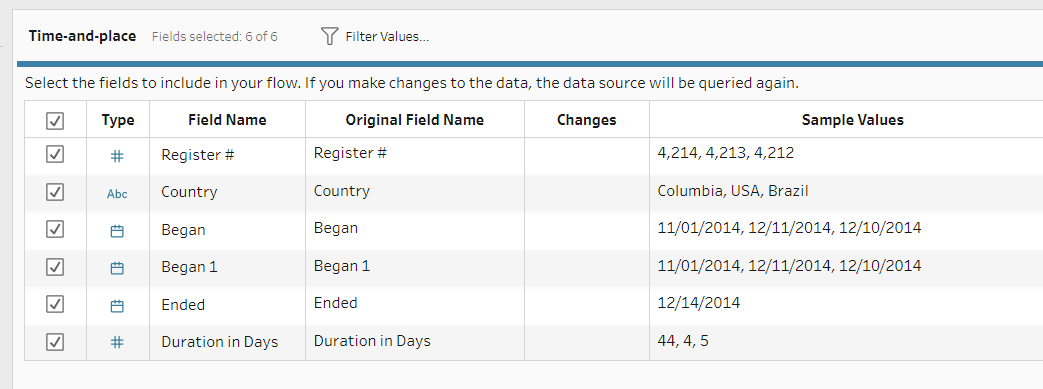 Time-and-place Fields selected: 6 of 6 Filter Values...
Select the fields to include in your flow. If you make changes to the data, the data source will be queried again.
Type Field Name Original Field Name Changes Sample Values
# Register # Register # 4,214, 4,213, 4,212
Abc Country Country Columbia, USA, Brazil
Began Began 11/01/2014, 12/11/2014, 12/10/2014
Began 1 Began 1 11/01/2014, 12/11/2014, 12/10/2014
Ended Ended 12/14/2014
# Duration in Days Duration in Days 44, 4, 5